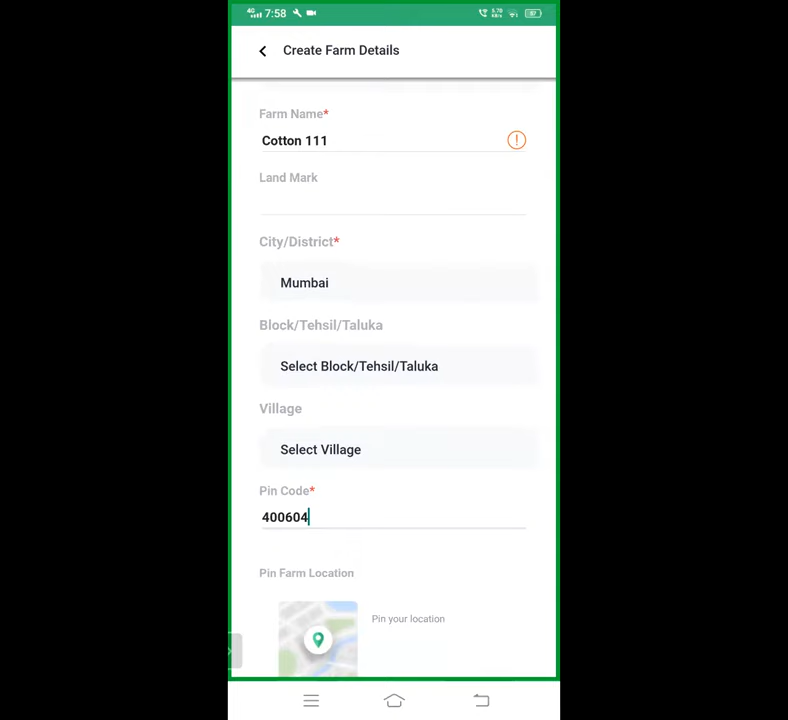 4G 7:58
Create Farm Details
Farm Name*
Cotton 111
Land Mark
City/District*
Mumbai
Block/Tehsil/Taluka
Select Block/Tehsil/Taluka
Village
Select Village
Pin Code*
400604
Pin Farm Location
Pin your location